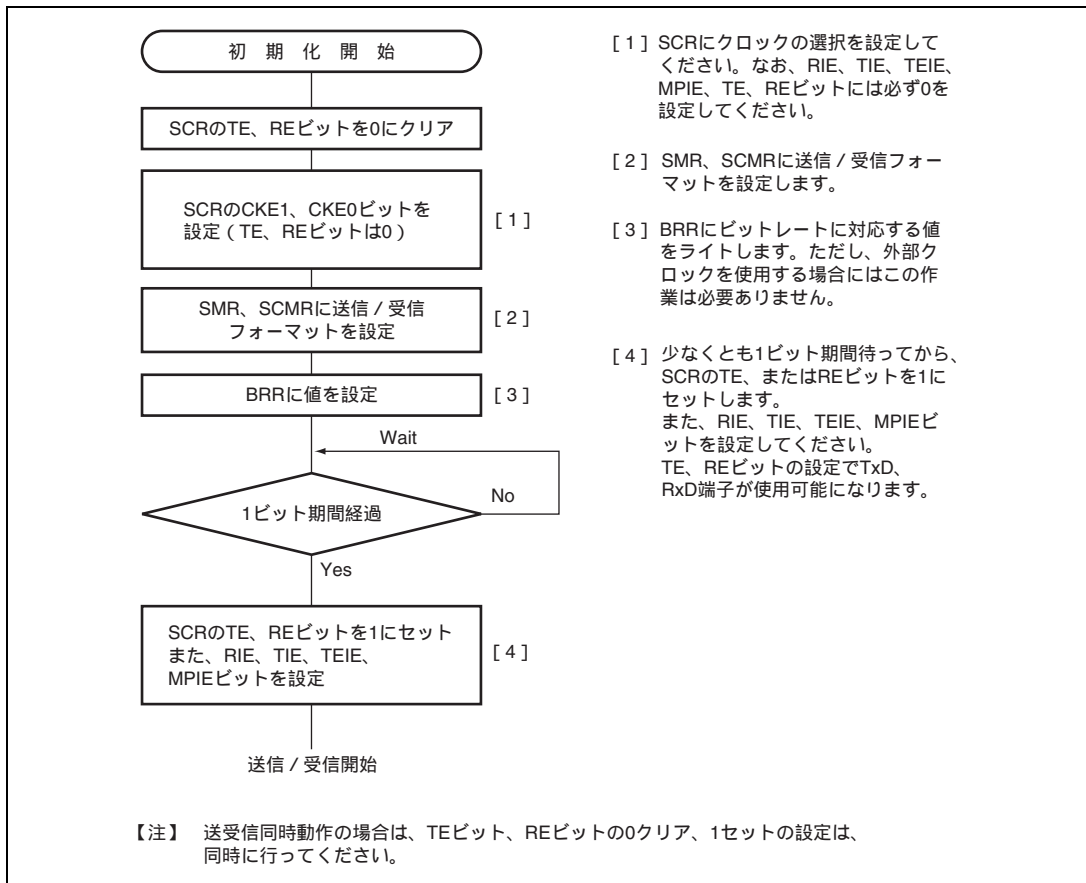 初 期 化 開 始
SCRのTE、REビットを0にクリア
SCRのCKE1、CKE0ビットを
設定（TE、REビットは0）
[ 1 ]
SMR、SCMRに送信 / 受信
フォーマットを設定
[ 2 ]
BRRに値を設定
[ 3 ]
Wait
1ビット期間経過
No
Yes
SCRのTE、REビットを1にセット
また、RIE、TIE、TEIE、
MPIEビットを設定
[ 4 ]
送信 / 受信開始
[ 1 ] SCRにクロックの選択を設定して
ください。なお、RIE、TIE、TEIE、
MPIE、TE、REビットには必ず0を
設定してください。
[ 2 ] SMR、SCMRに送信 / 受信フォー
マットを設定します。
[ 3 ] BRRにビットレートに対応する値
をライトします。ただし、外部ク
ロックを使用する場合にはこの作
業は必要ありません。
[ 4 ] 少なくとも1ビット期間待ってから、
SCRのTE、またはREビットを1に
セットします。
また、RIE、TIE、TEIE、MPIEビ
ットを設定してください。
TE、REビットの設定でTxD、
RxD端子が使用可能になります。
【注】 送受信同時動作の場合は、TEビット、REビットの0クリア、1セットの設定は、
同時に行ってください。